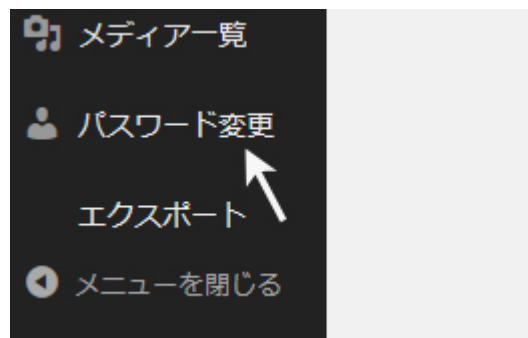 メディア一覧
パスワード変更
エクスポート
メニューを閉じる